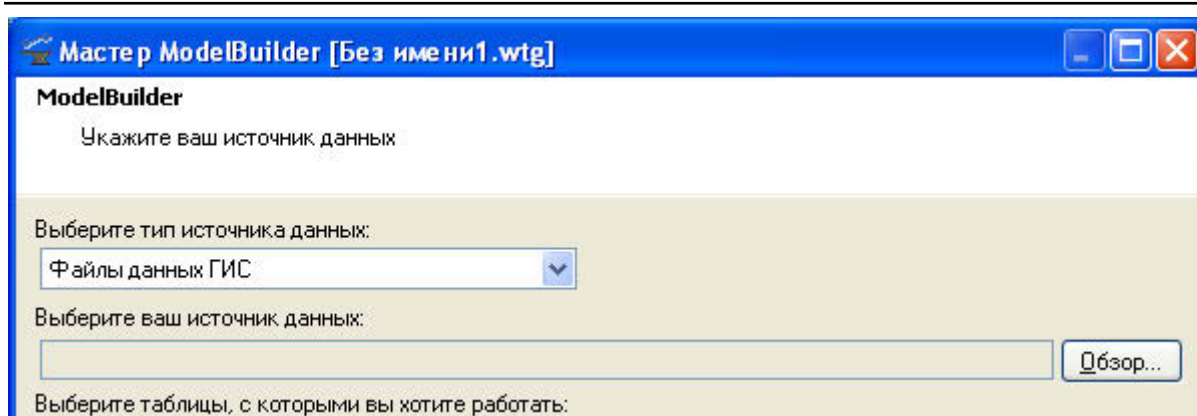 Мастер ModelBuilder [Без имени1.wtg]
ModelBuilder
Укажите ваш источник данных
Выберите тип источника данных:
Файлы данных ГИС
Выберите ваш источник данных:
Обзор...
Выберите таблицы, с которыми вы хотите работать: